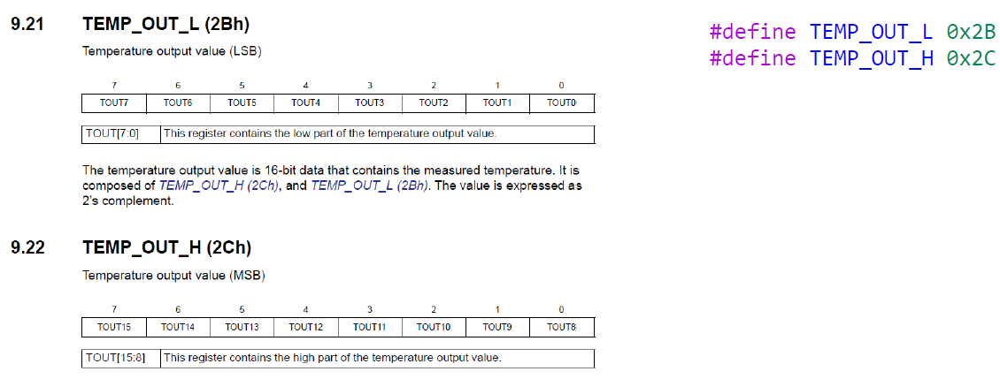 9.21 TEMP_OUT_L (2Bh)
Temperature output value (LSB)
7 6 5 4 3 2 1 0
TOUT7 TOUT6 TOUT5 TOUT4 TOUT3 TOUT2 TOUT1 TOUT0
TOUT[7:0] This register contains the low part of the temperature output value.
The temperature output value is 16-bit data that contains the measured temperature. It is
composed of TEMP_OUT_H (2Ch), and TEMP_OUT_L (2Bh). The value is expressed as
2's complement.
9.22 TEMP_OUT_H (2Ch)
Temperature output value (MSB)
7 6 5 4 3 2 1 0
TOUT15 TOUT14 TOUT13 TOUT12 TOUT11 TOUT10 TOUT9 TOUT8
TOUT[15:8] This register contains the high part of the temperature output value.
#define TEMP_OUT_L 0x2B
#define TEMP_OUT_H 0x2C